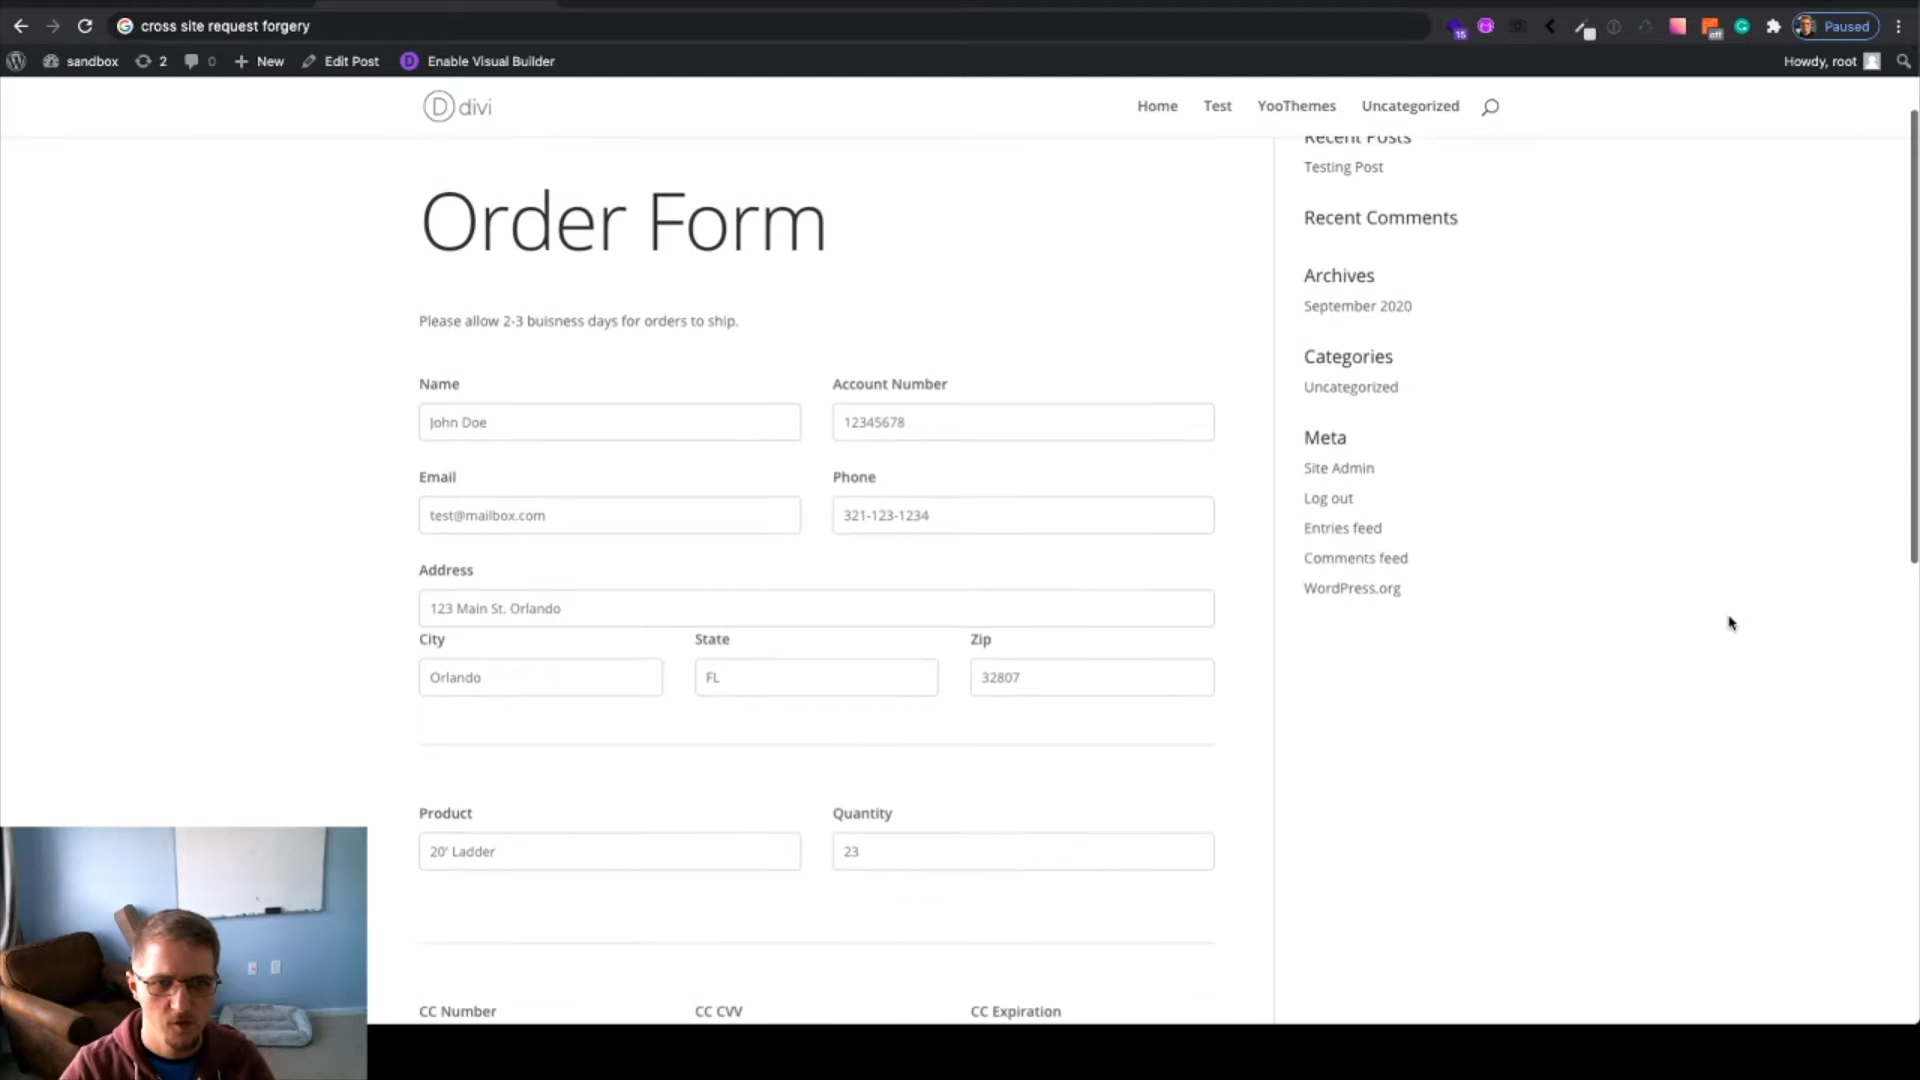 cross site request forgery
15
off
Paused
sandbox
2
0
New
Edit Post
D
Enable Visual Builder
Howdy, root
D divi
Home
Test
YooThemes
Uncategorized
Order Form
Please allow 2-3 buisness days for orders to ship.
Name
Account Number
John Doe
12345678
Email
Phone
test@mailbox.com
321-123-1234
Address
123 Main St. Orlando
City
State
Zip
Orlando
FL
32807
Product
Quantity
20' Ladder
23
CC Number
CC CVV
CC Expiration
Recent Posts
Testing Post
Recent Comments
Archives
September 2020
Categories
Uncategorized
Meta
Site Admin
Log out
Entries feed
Comments feed
WordPress.org